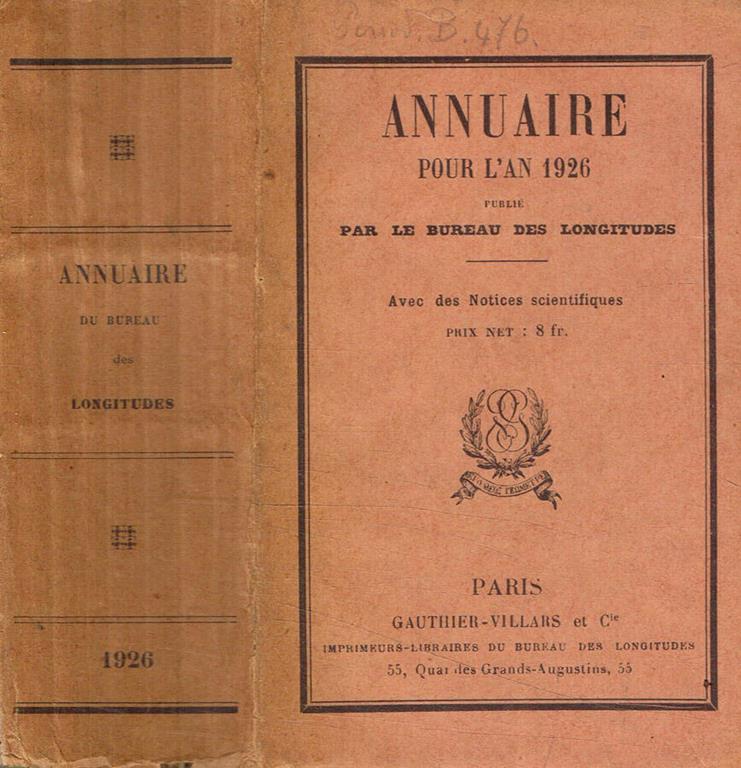 ANNUAIRE
DU BUREAU
des
LONGITUDES
1926
Period. B. 476.
ANNUAIRE
POUR L'AN 1926
PUBLIÉ
PAR LE BUREAU DES LONGITUDES
Avec des Notices scientifiques
PRIX NET : 8 fr.
PARIS
GAUTHIER-VILLARS et Cie
IMPRIMEURS-LIBRAIRES DU BUREAU DES LONGITUDES
55, Quai des Grands-Augustins, 55